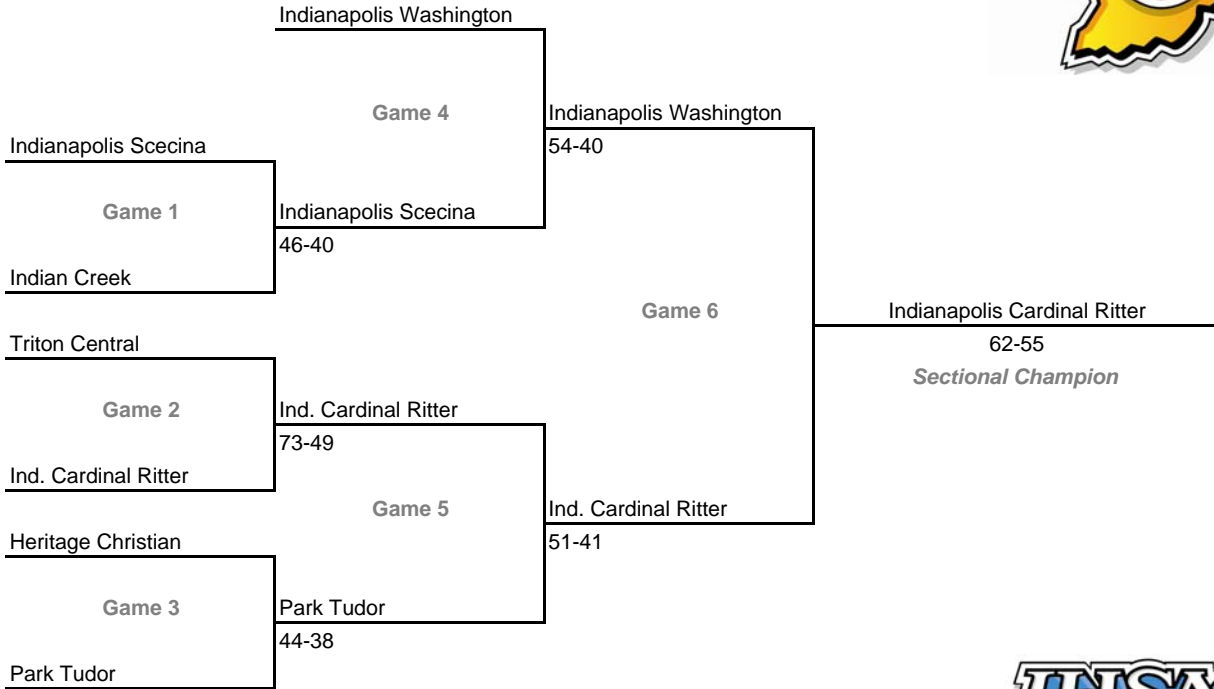 Indianapolis Washington
Game 4
Indianapolis Washington
54-40
Indianapolis Scecina
Game 1
Indianapolis Scecina
46-40
Indian Creek
Game 6
Indianapolis Cardinal Ritter
62-55
Sectional Champion
Triton Central
Game 2
Ind. Cardinal Ritter
73-49
Ind. Cardinal Ritter
Game 5
Ind. Cardinal Ritter
51-41
Heritage Christian
Game 3
Park Tudor
44-38
Park Tudor